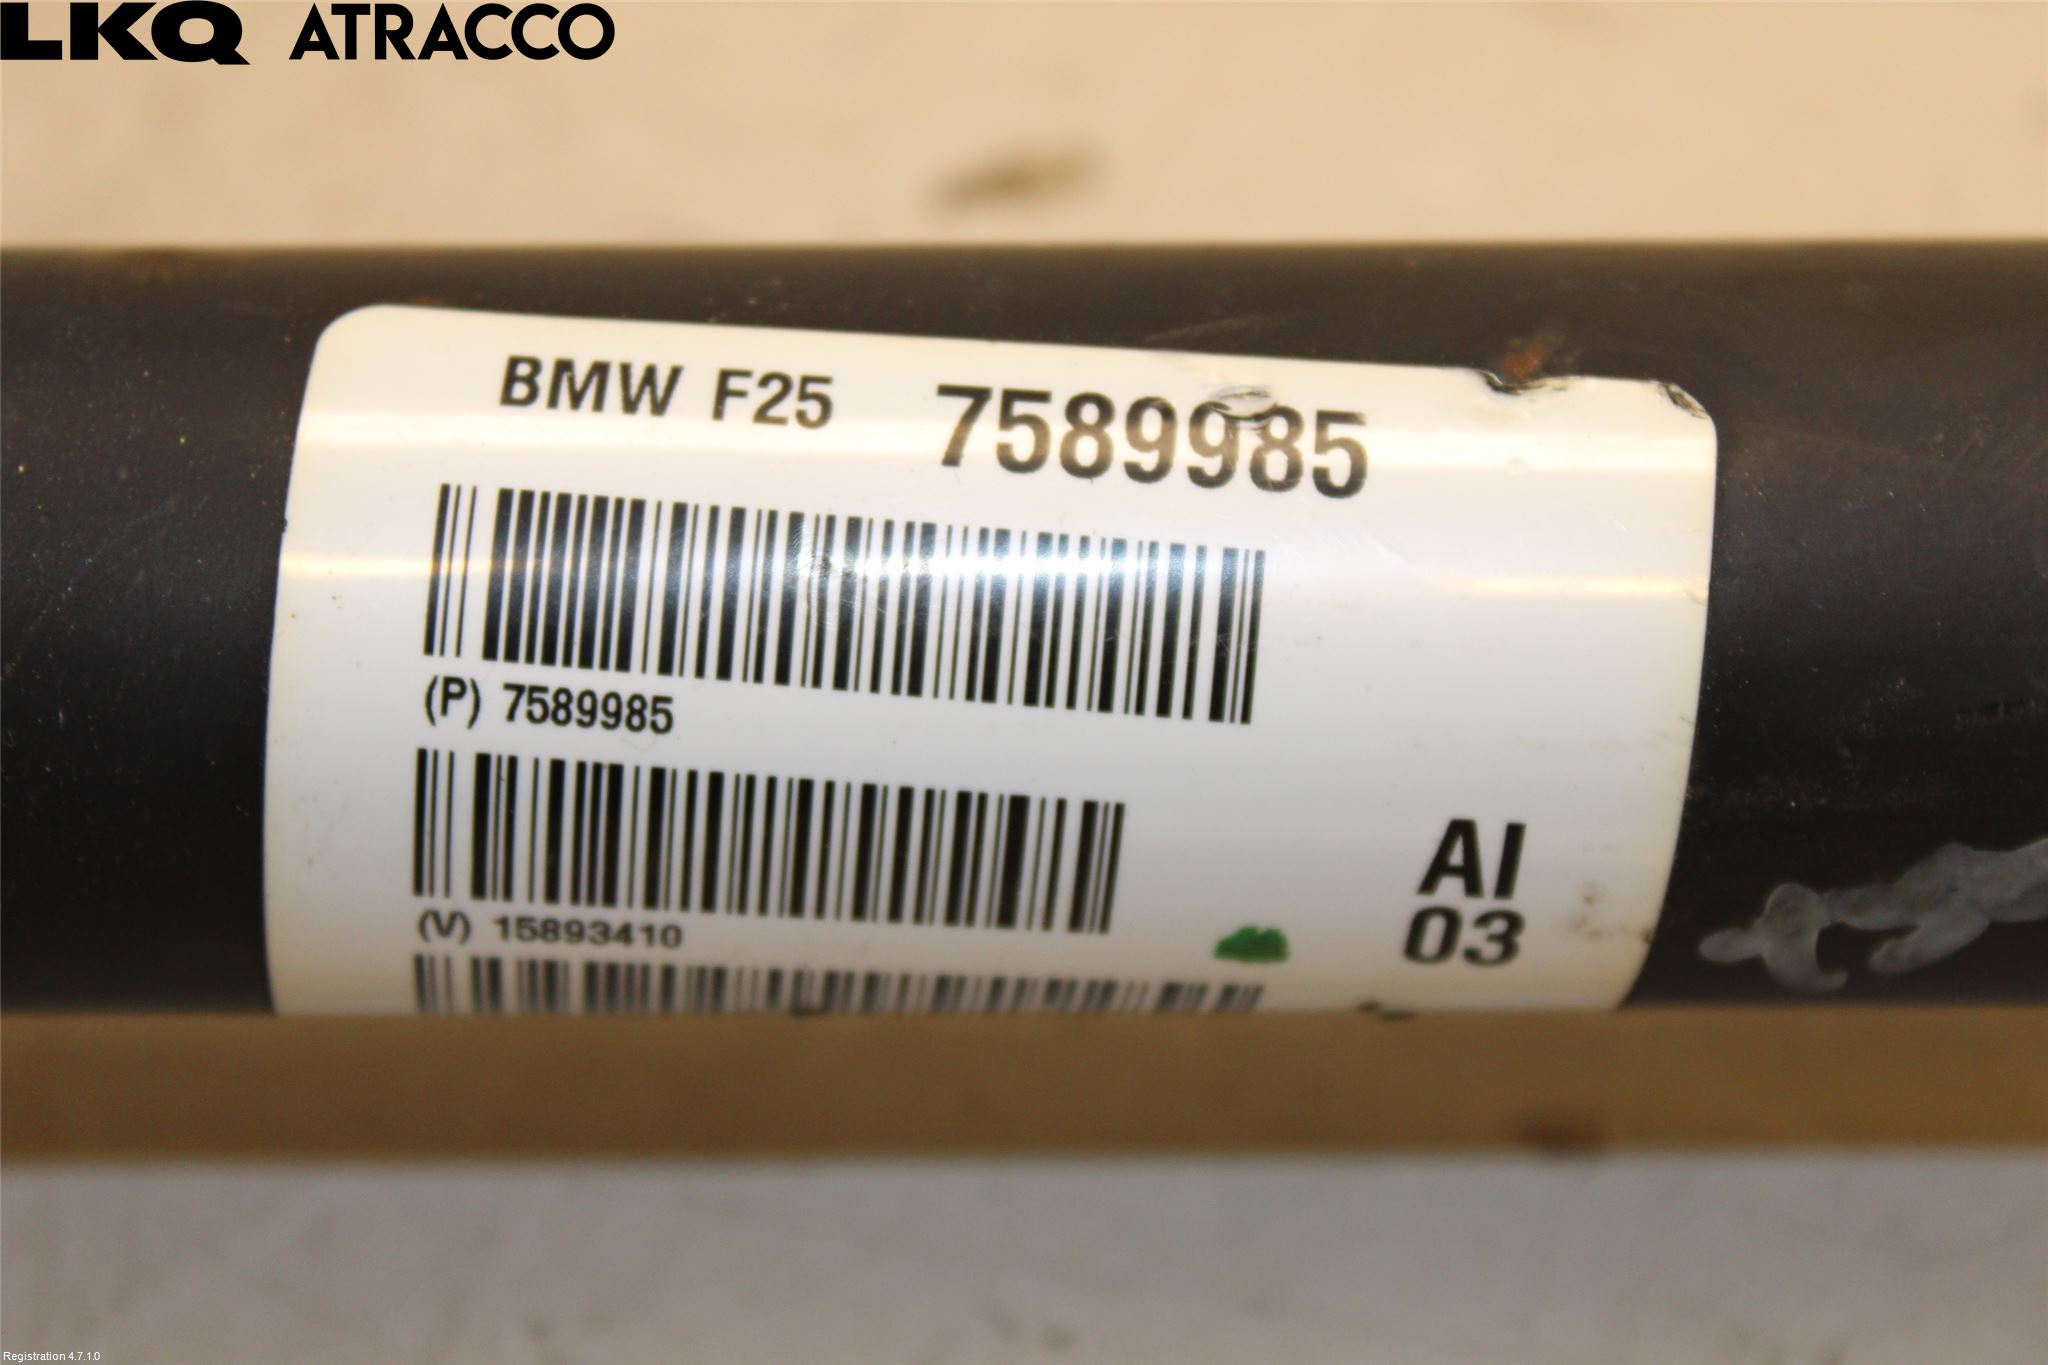 LKQ ATRACCO
BMW F25 7589985
(P) 7589985
(V) 15893410
AI
03
Registration 4.7.1.0